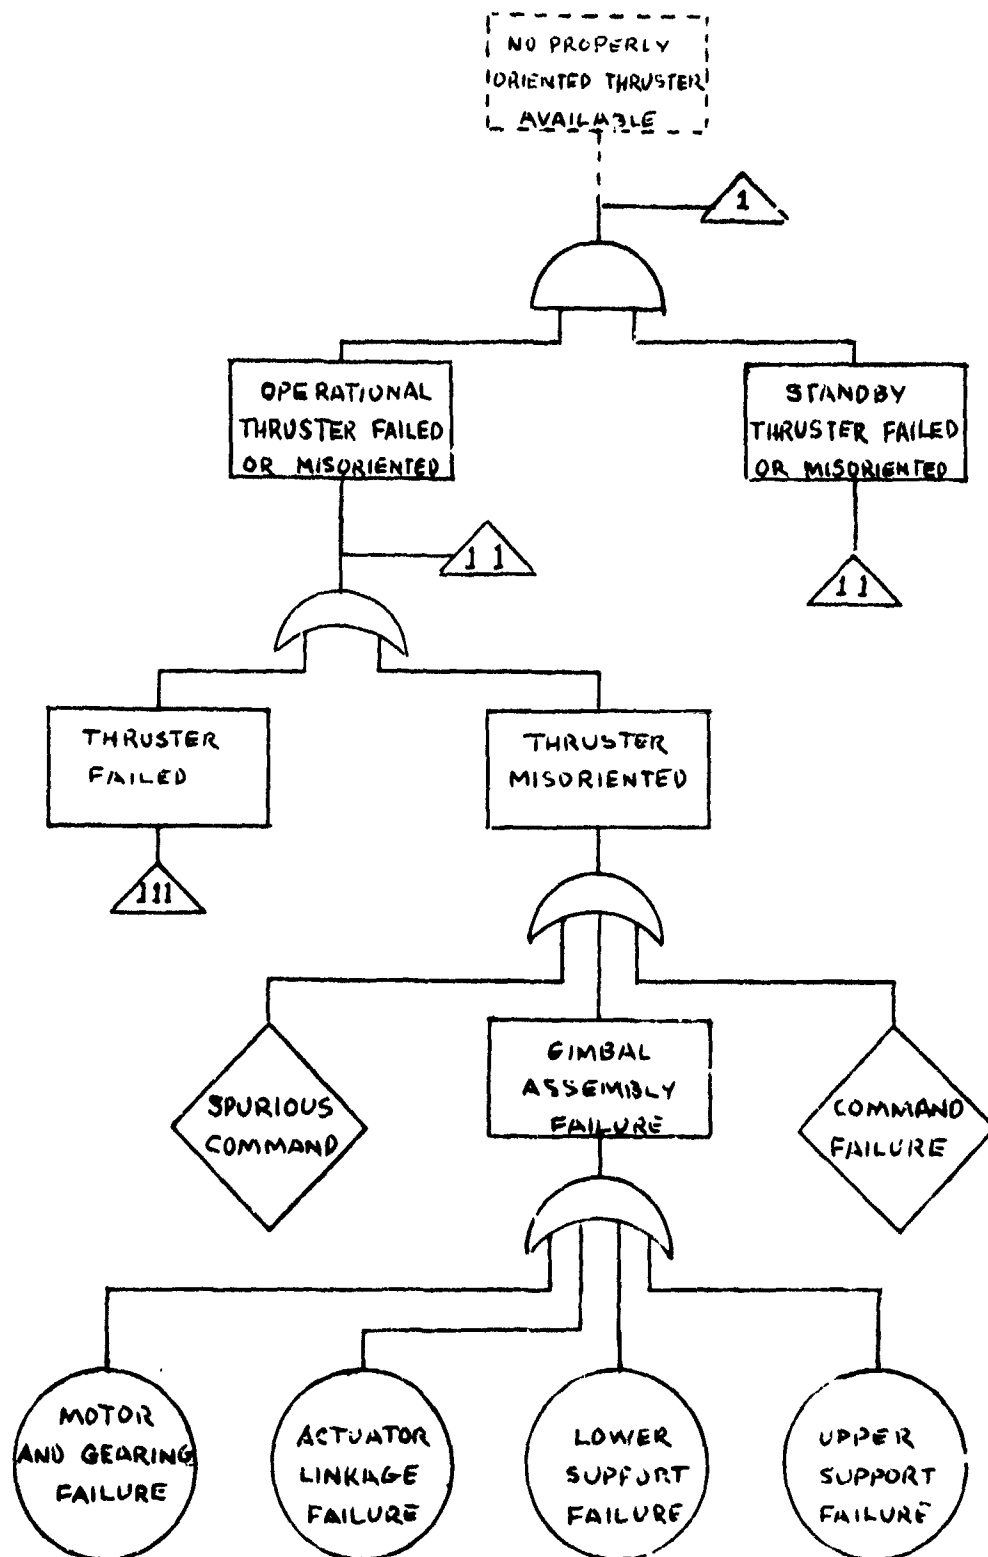 NO PROPERLY
ORIENTED THRUSTER
AVAILABLE
1
OPERATIONAL
THRUSTER FAILED
OR MISORIENTED
STANDBY
THRUSTER FAILED
OR MISORIENTED
11
11
THRUSTER
FAILED
THRUSTER
MISORIENTED
111
SPURIOUS
COMMAND
GIMBAL
ASSEMBLY
FAILURE
COMMAND
FAILURE
MOTOR
AND GEARING
FAILURE
ACTUATOR
LINKAGE
FAILURE
LOWER
SUPPORT
FAILURE
UPPER
SUPPORT
FAILURE